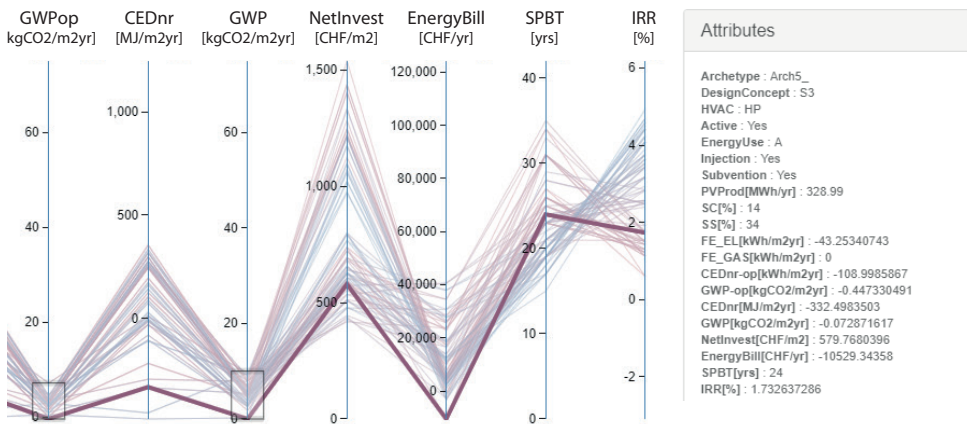 GWPop CEDnr GWP NetInvest EnergyBill SPBT IRR
kgCO2/m2yr] [MJ/m2yr] [kgCO2/m2yr] [CHF/m2] [CHF/yr] [yrs] [%]
60 1,000 60 1,500 120,000 40 6
40 500 40 1,000 100,000 30 4
20 0 20 500 80,000 20 2
0 0 0 60,000 10 0
40,000 0 -2
20,000
0
Attributes
Archetype : Arch5_
DesignConcept : S3
HVAC : HP
Active : Yes
EnergyUse : A
Injection : Yes
Subvention : Yes
PVProd[MWh/yr] : 328.99
SC[%] : 14
SS[%] : 34
FE_EL[kWh/m2yr] : -43.25340743
FE_GAS[kWh/m2yr] : 0
CEDnr-op[kWh/m2yr] : -108.9985867
GWP-op[kgCO2/m2yr] : -0.447330491
CEDnr[MJ/m2yr] : -332.4983503
GWP[kgCO2/m2yr] : -0.072871617
NetInvest[CHF/m2] : 579.7680396
EnergyBill[CHF/yr] : -10529.34358
SPBT[yrs] : 24
IRR[%] : 1.732637286